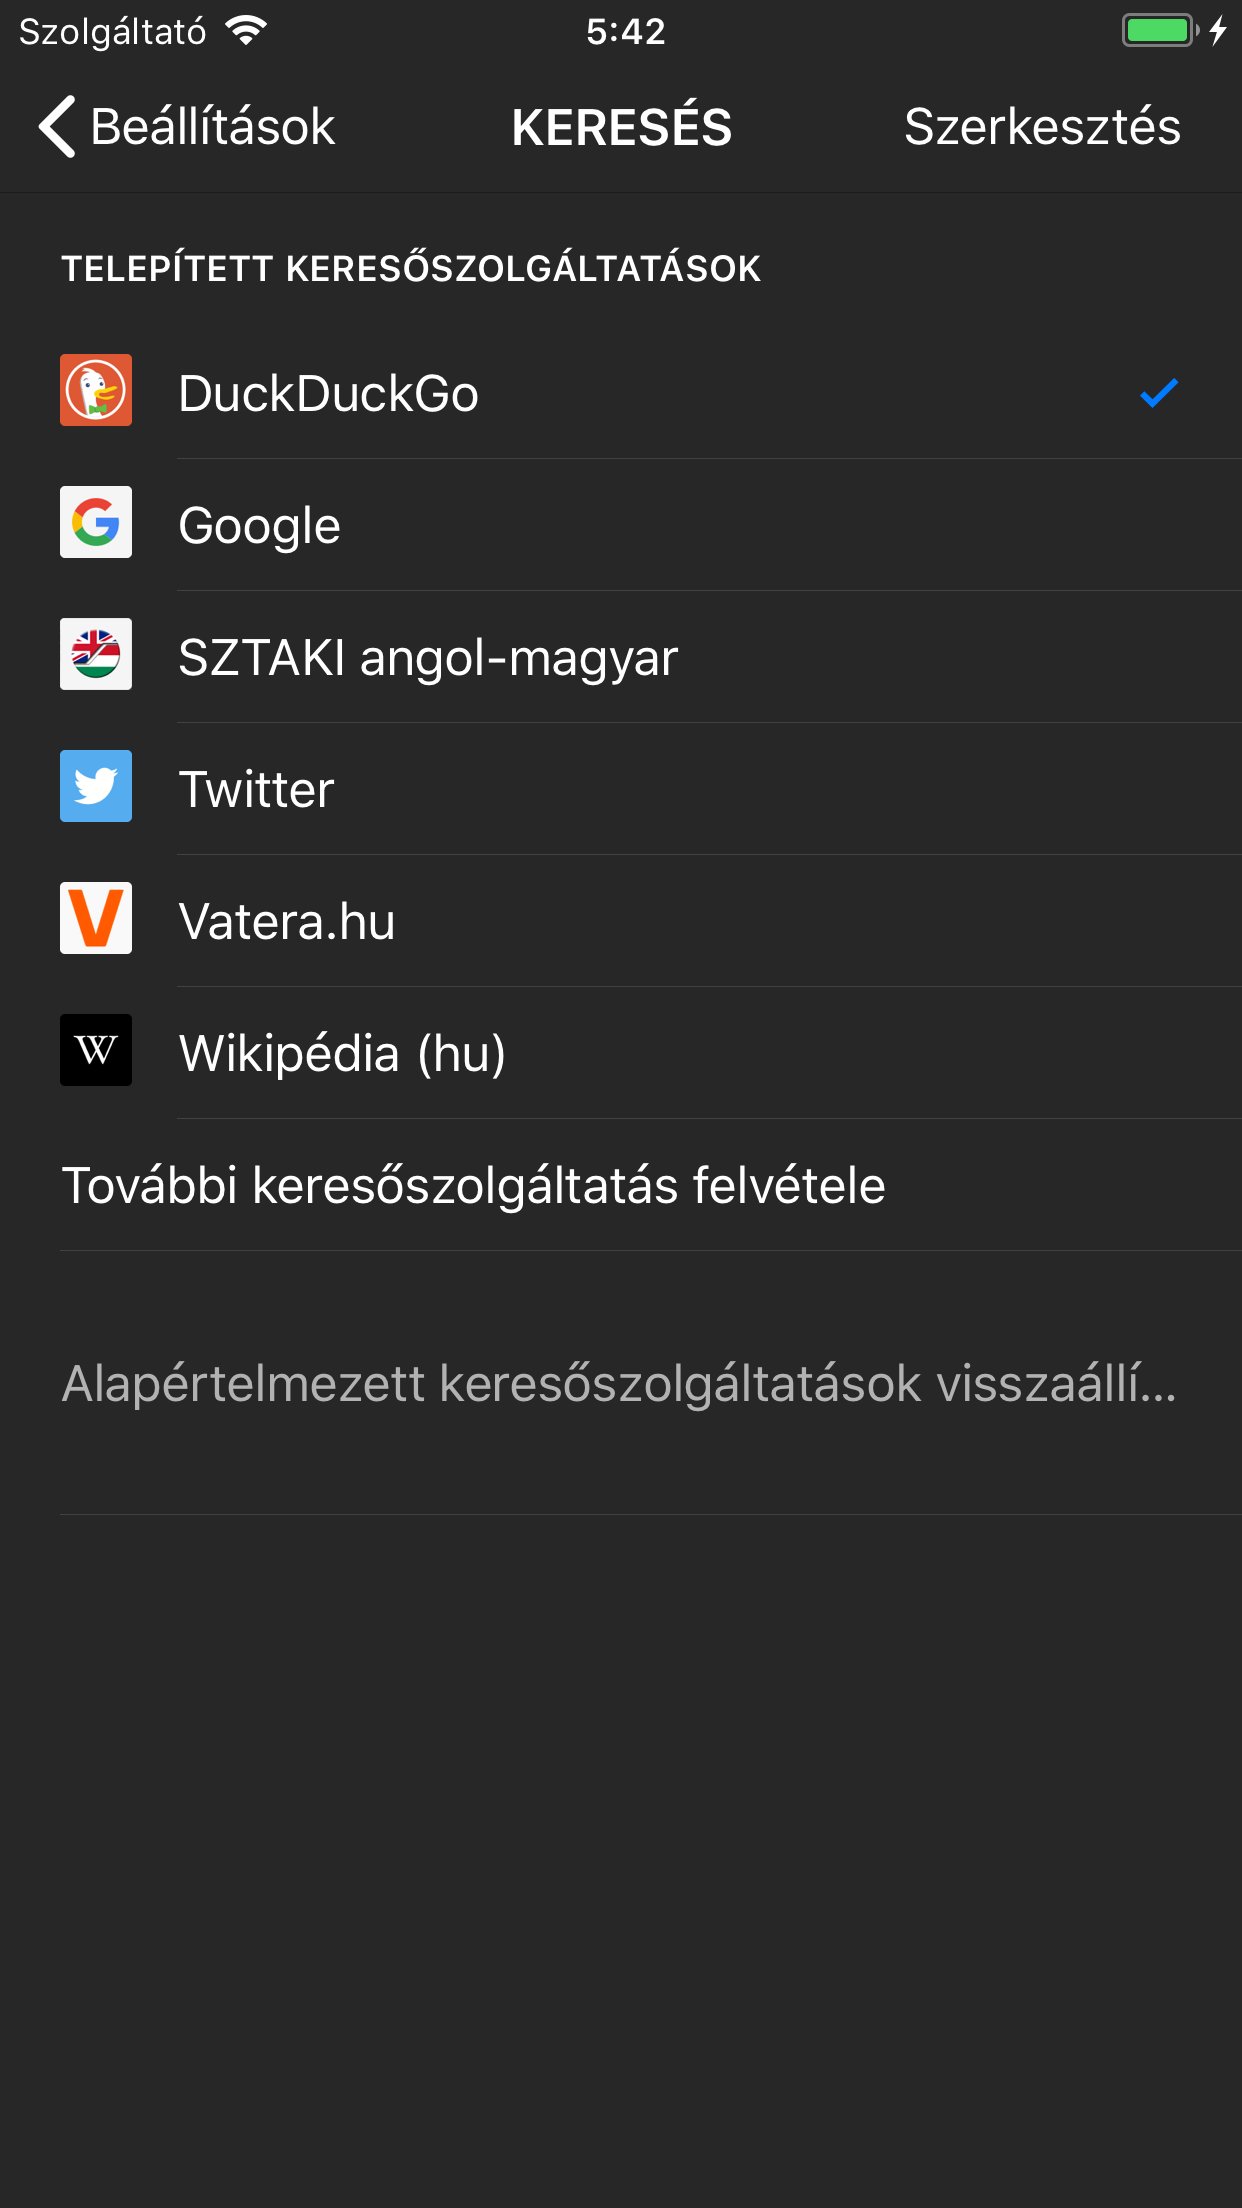 Szolgáltató
5:42
Beállítások
KERESÉS
Szerkesztés
TELEPÍTETT KERESŐSZOLGÁLTATÁSOK
DuckDuckGo
Google
SZTAKI angol-magyar
Twitter
Vatera.hu
W
Wikipédia (hu)
További keresőszolgáltatás felvétele
Alapértelmezett keresőszolgáltatások visszaállí...